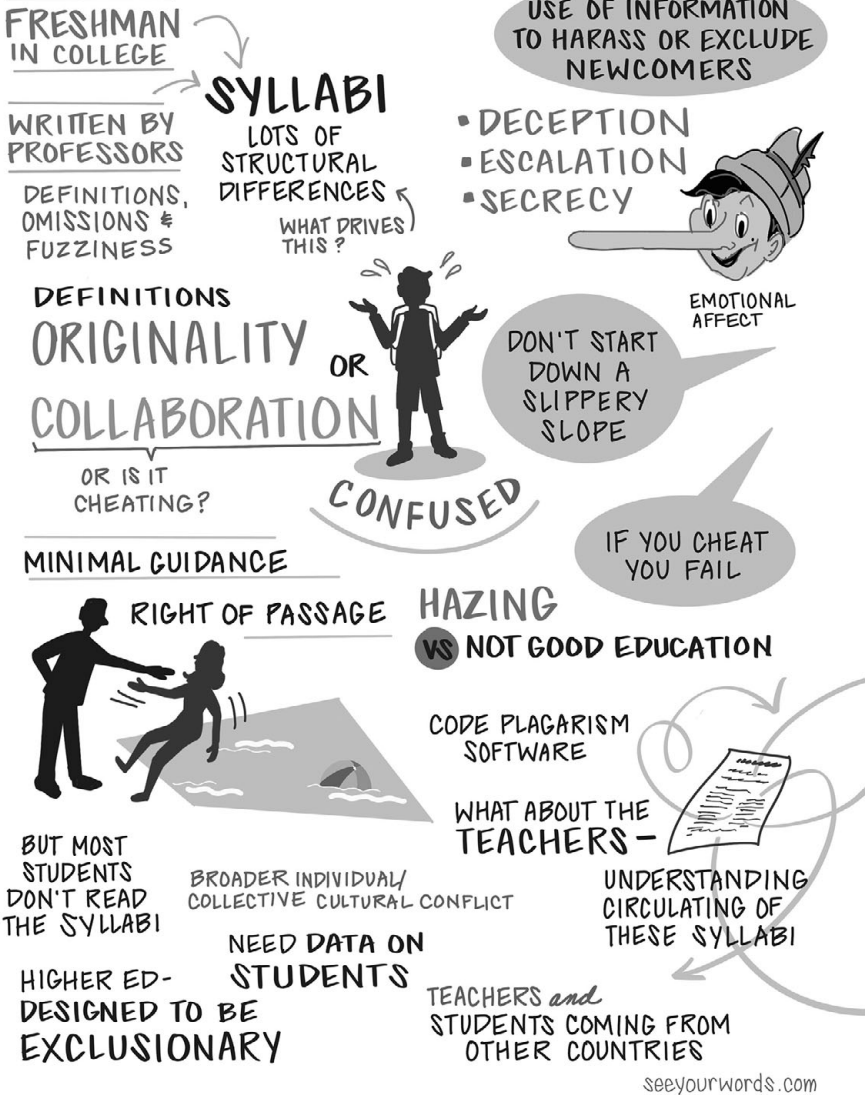 FRESHMAN
IN COLLEGE
SYLLABI
LOTS OF
STRUCTURAL
DIFFERENCES
WHAT DRIVES
THIS?
WRITTEN BY
PROFESSORS
DEFINITIONS,
OMISSIONS &
FUZZINESS
USE OF INFORMATION
TO HARASS OR EXCLUDE
NEWCOMERS
▪ DECEPTION
▪ ESCALATION
▪ SECRECY
EMOTIONAL
AFFECT
DEFINITIONS
ORIGINALITY
OR
COLLABORATION
OR IS IT
CHEATING?
CONFUSED
DON'T START
DOWN A
SLIPPERY
SLOPE
IF YOU CHEAT
YOU FAIL
MINIMAL GUIDANCE
RIGHT OF PASSAGE
HAZING
VS NOT GOOD EDUCATION
CODE PLAGARISM
SOFTWARE
WHAT ABOUT THE
TEACHERS-
UNDERSTANDING
CIRCULATING OF
THESE SYLLABI
BUT MOST
STUDENTS
DON'T READ
THE SYLLABI
BROADER INDIVIDUAL/
COLLECTIVE CULTURAL CONFLICT
NEED DATA ON
STUDENTS
HIGHER ED-
DESIGNED TO BE
EXCLUSIONARY
TEACHERS and
STUDENTS COMING FROM
OTHER COUNTRIES
seeyourwords.com